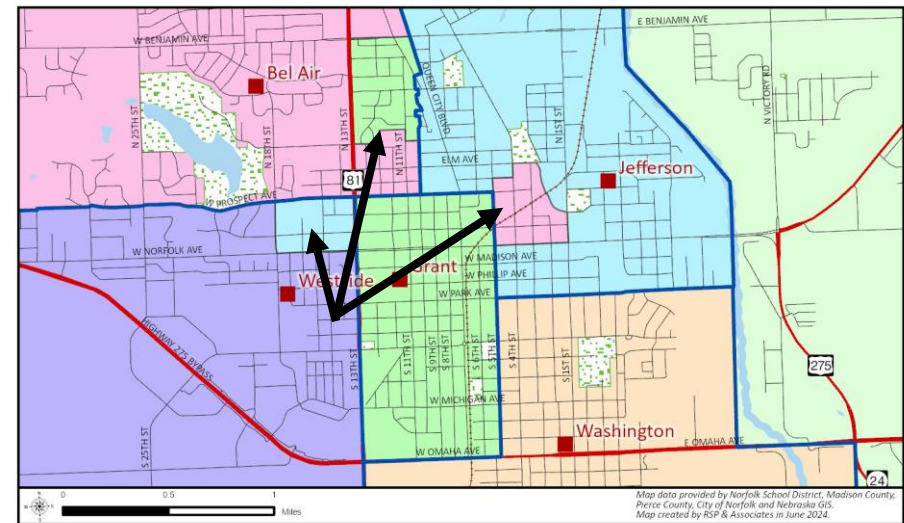 E BENJAMIN AVE
W BENJAMIN AVE
Bel Air
N 25TH ST
N 18TH ST
N 13TH ST
N 11TH ST
QUEEN CITY BLVD
N 1ST ST
N VICTORY RD
ELM AVE
81
Jefferson
W PROSPECT AVE
W NORFOLK AVE
W MADISON AVE
W PHILLIP AVE
Westside
Grant
W PARK AVE
HIGHWAY 275 BYPASS
S 13TH ST
S 11TH ST
S 9TH ST
S 8TH ST
S 6TH ST
S 5TH ST
S 4TH ST
S 1ST ST
275
W MICHIGAN AVE
S 25TH ST
Washington
W OMAHA AVE
E OMAHA AVE
24
0 0.5 1
Miles
Map data provided by Norfolk School District, Madison County,
Pierce County, City of Norfolk and Nebraska GIS.
Map created by RSP & Associates in June 2024.